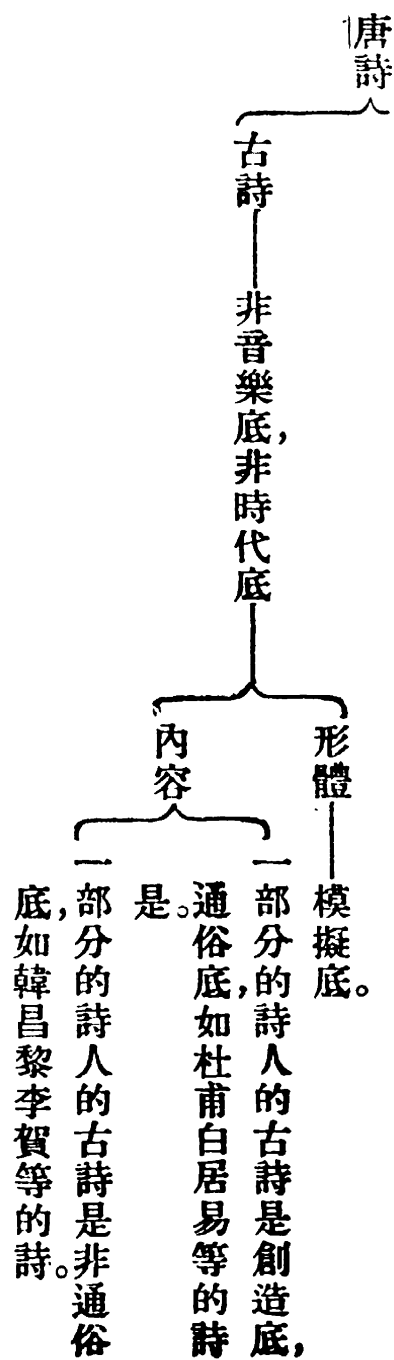 唐詩
古詩
非音樂底，非時代底
形體
模擬底。
內容
一部分的詩人的古詩是創造底，
通俗底，如杜甫白居易等的詩
是。
一部分的詩人的古詩是非通俗
底，如韓昌黎李賀等的詩。